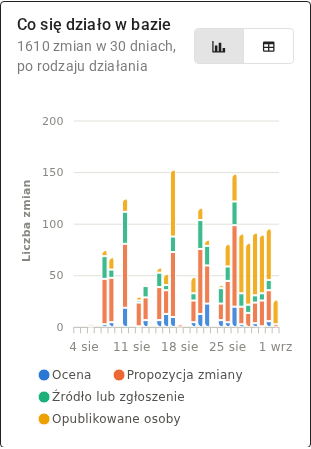 Co się działo w bazie
1610 zmian w 30 dniach,
po rodzaju działania
200
150
100
50
0
Liczba zmian
4 sie 11 sie 18 sie 25 sie 1 wrz
Ocena Propozycja zmiany
Źródło lub zgłoszenie
Opublikowane osoby